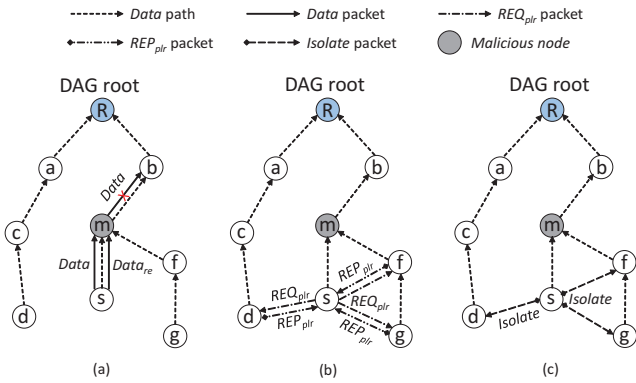 Data path
Data packet
REQplr packet
REPplr packet
Isolate packet
Malicious node
DAG root
DAG root
DAG root
R
R
R
a
b
a
b
a
b
Data
c
m
c
m
c
m
Data
Datare
f
REPplr
f
f
REQplr
s
s
REQplr
s
Isolate
d
d
REPplr
REPplr
d
Isolate
g
g
g
(a)
(b)
(c)